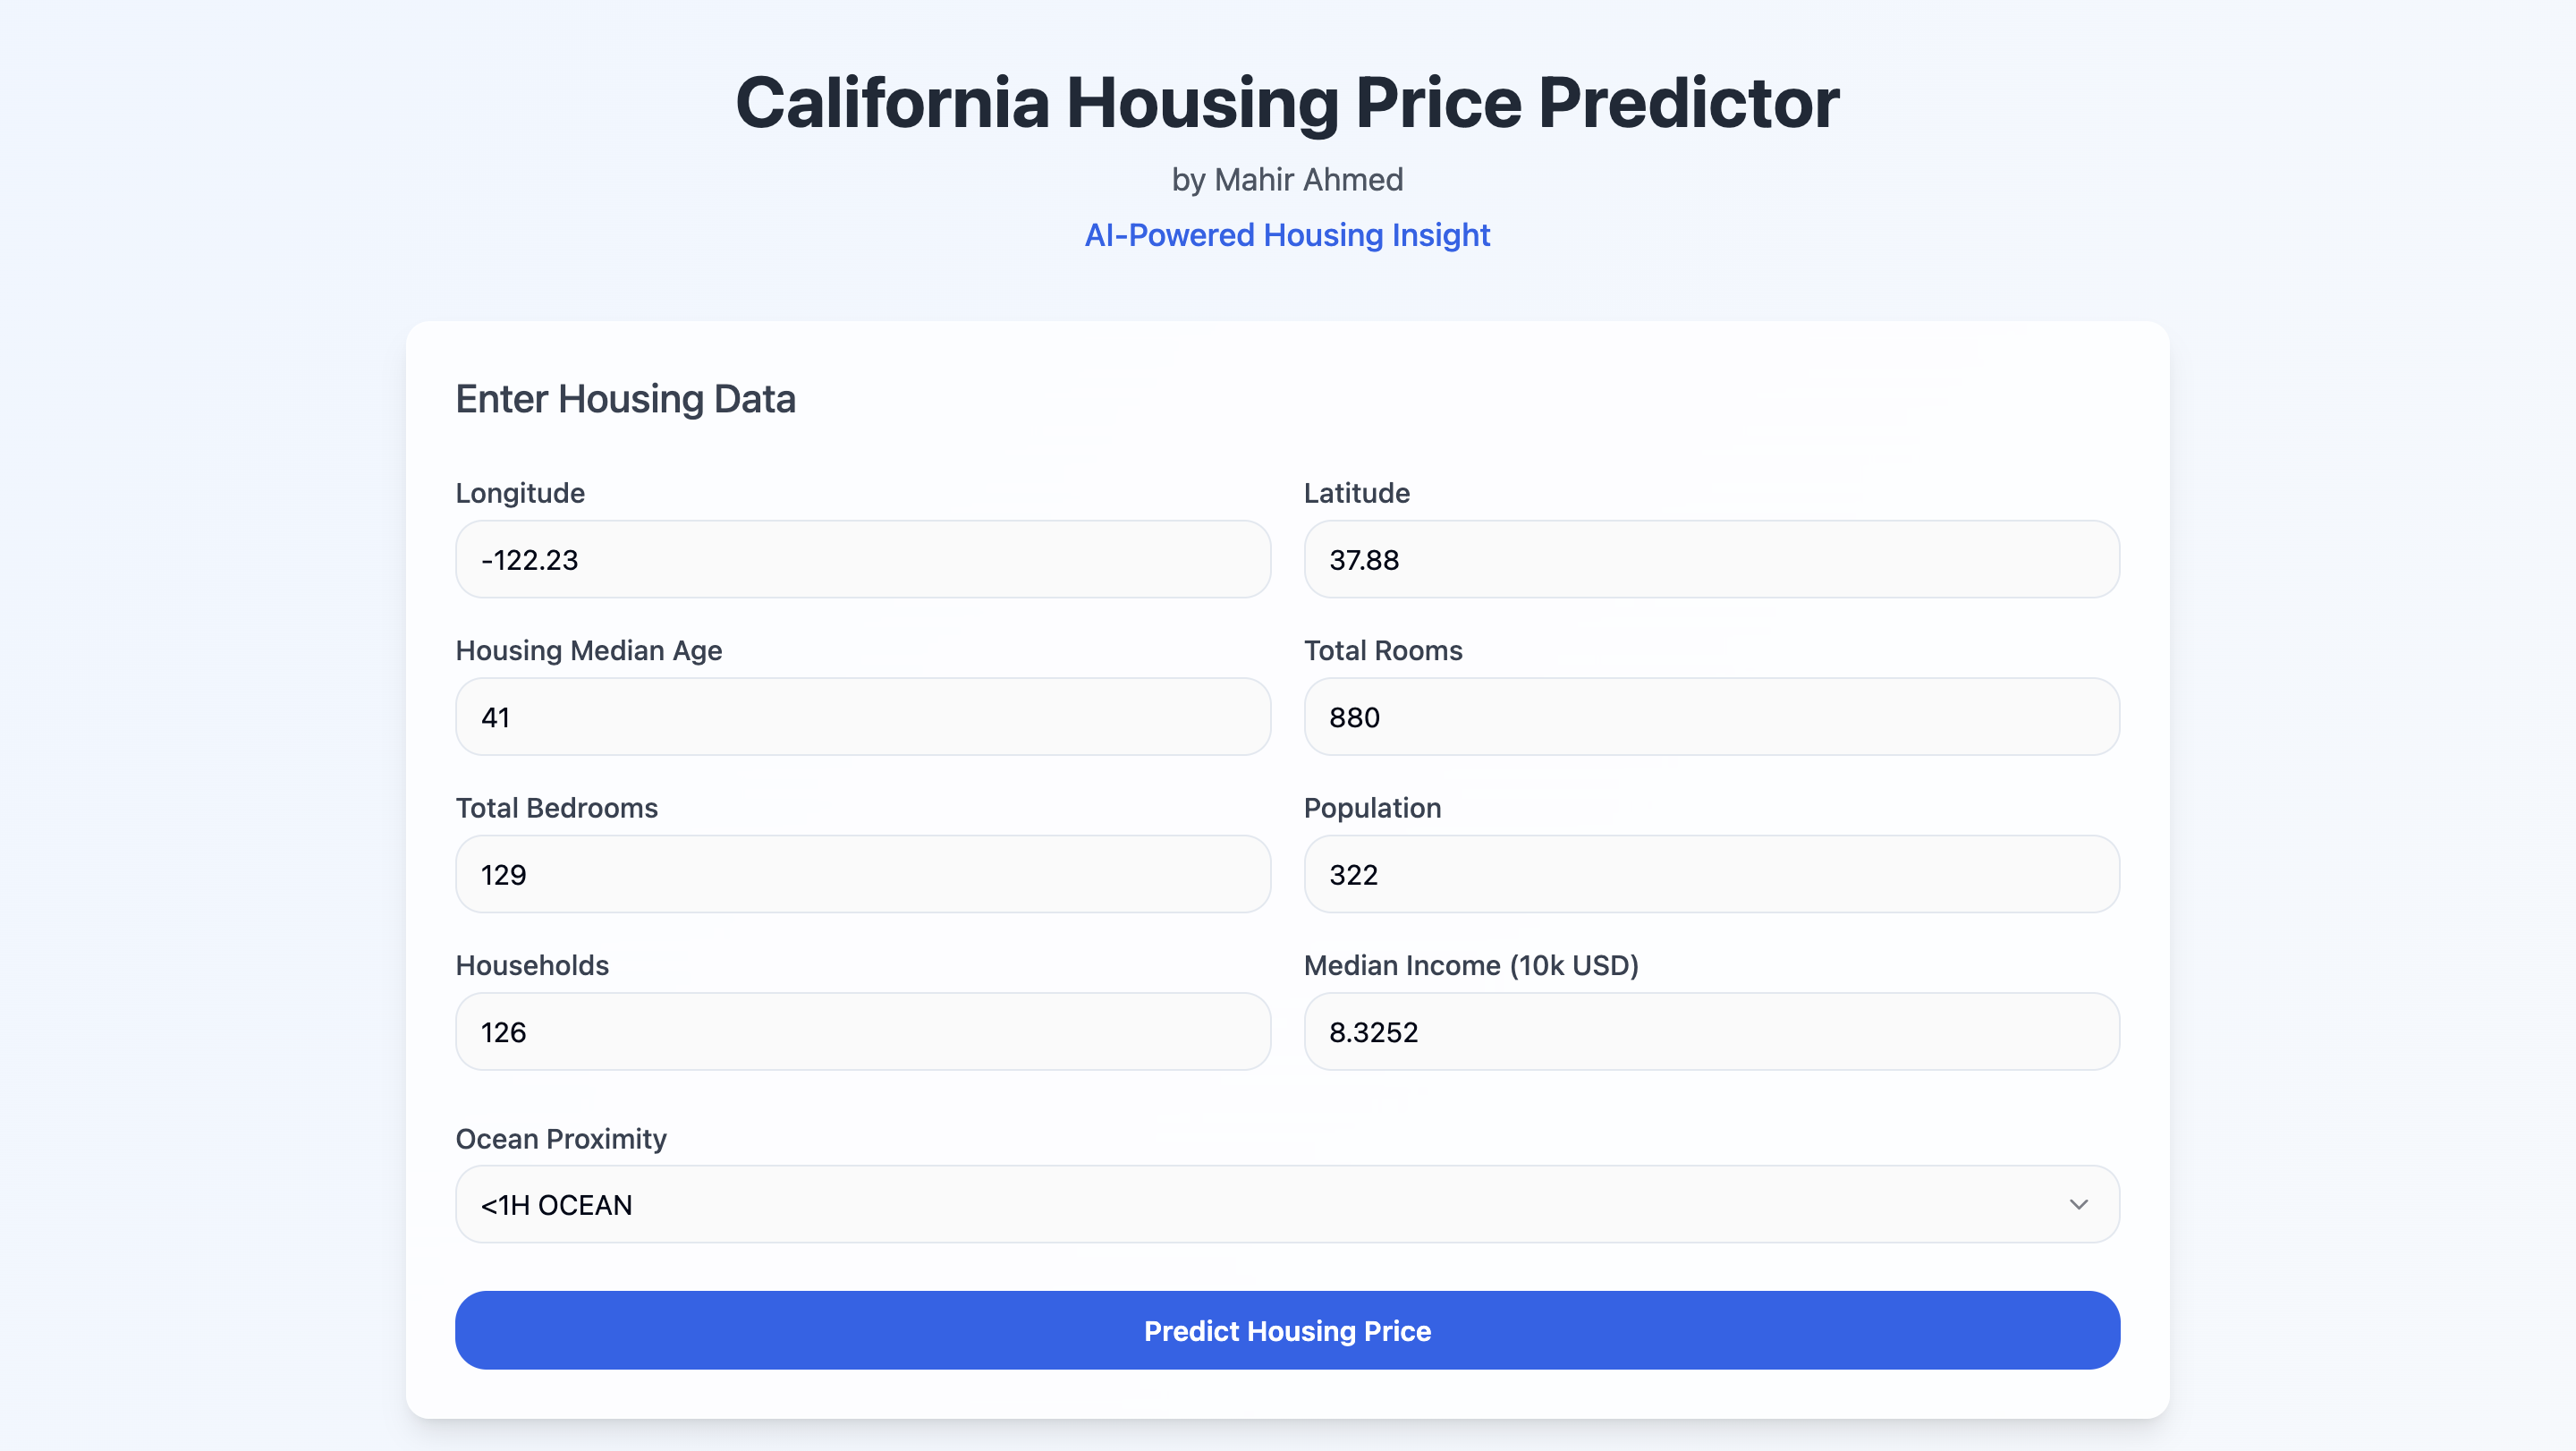 California Housing Price Predictor
by Mahir Ahmed
AI-Powered Housing Insight
Enter Housing Data
Longitude
Latitude
-122.23
37.88
Housing Median Age
Total Rooms
41
880
Total Bedrooms
Population
129
322
Households
Median Income (10k USD)
126
8.3252
Ocean Proximity
<1H OCEAN
Predict Housing Price